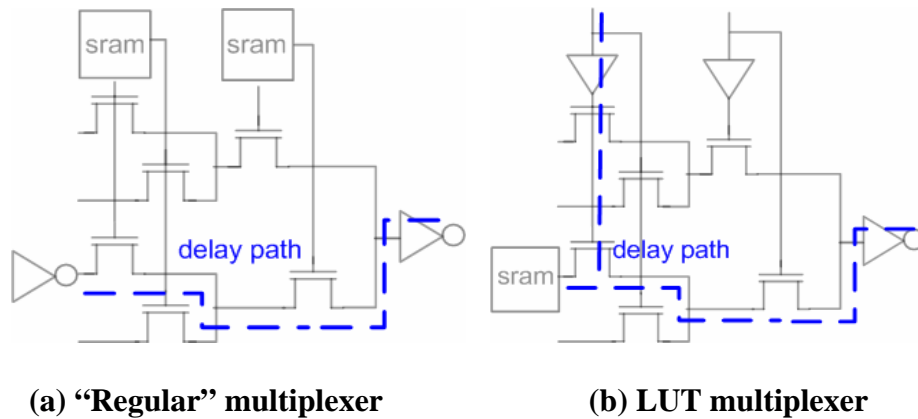 sram sram
delay path
sram
delay path
(a) “Regular” multiplexer (b) LUT multiplexer